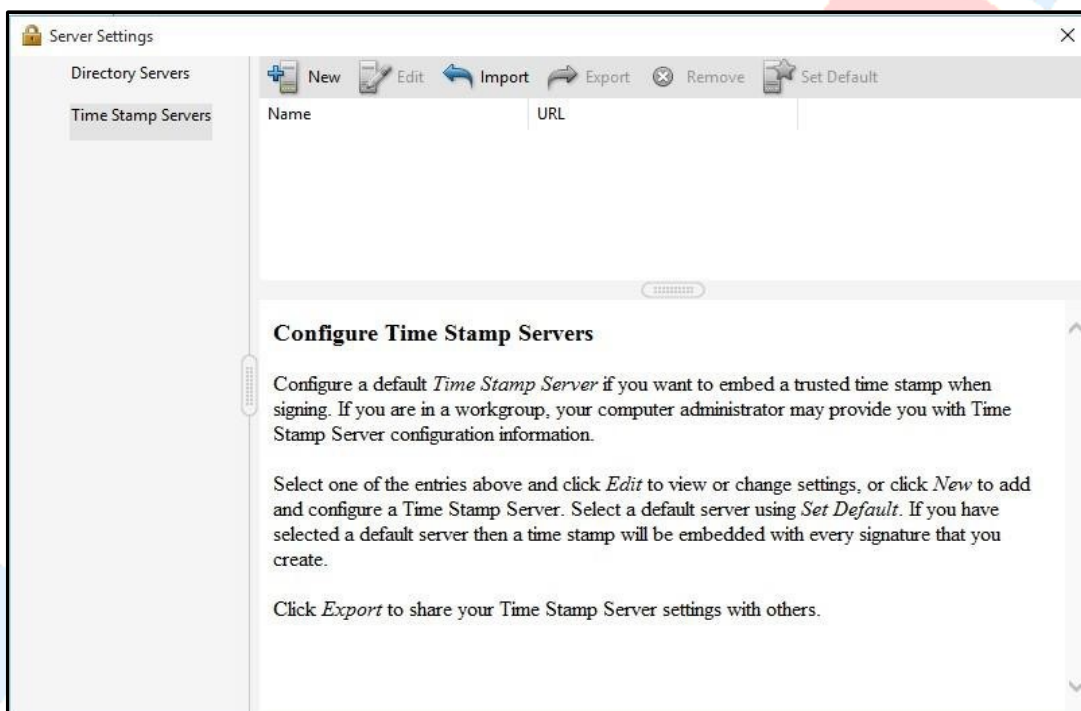 Server Settings
Directory Servers
Time Stamp Servers
New Edit Import Export Remove Set Default
Name URL
Configure Time Stamp Servers
Configure a default Time Stamp Server if you want to embed a trusted time stamp when
signing. If you are in a workgroup, your computer administrator may provide you with Time
Stamp Server configuration information.
Select one of the entries above and click Edit to view or change settings, or click New to add
and configure a Time Stamp Server. Select a default server using Set Default. If you have
selected a default server then a time stamp will be embedded with every signature that you
create.
Click Export to share your Time Stamp Server settings with others.